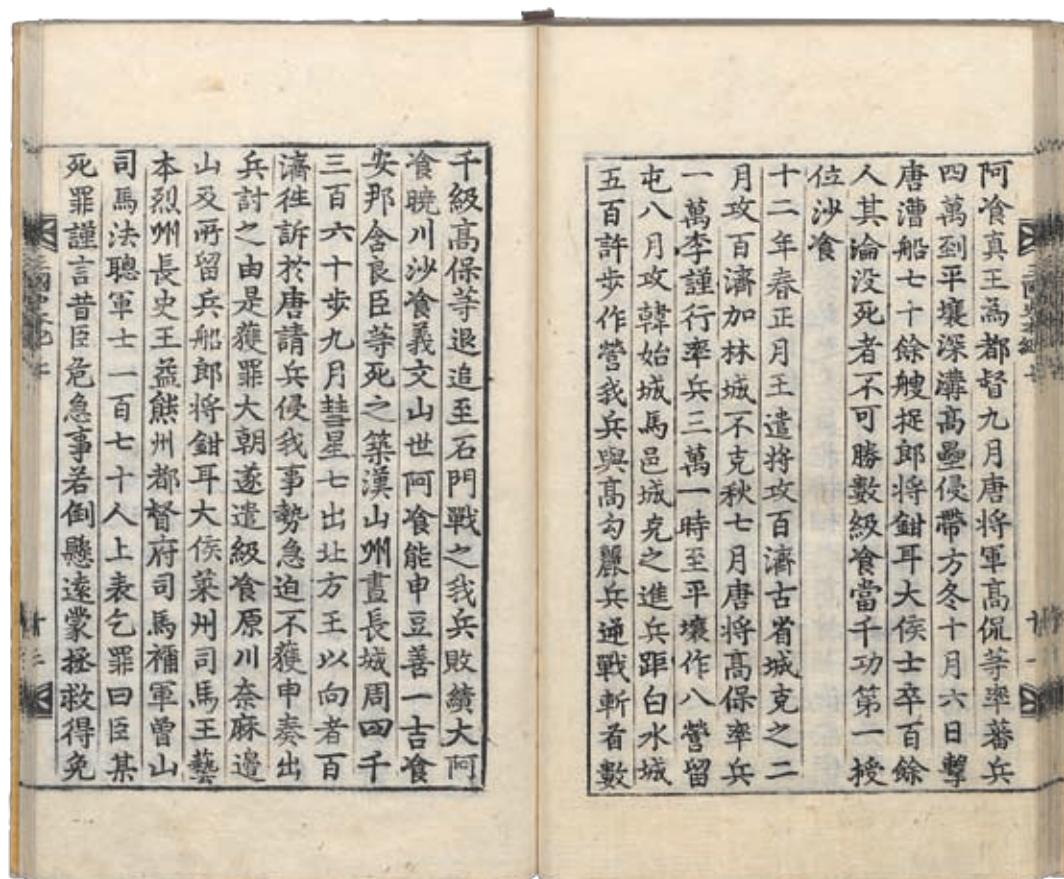 阿飡真王為都督九月唐将軍髙侃等率蕃兵
四萬到平壤深溝髙壘侵帶方冬十月六日擊
唐漕船七十餘艘捉郎将鉗耳大侯士卒百餘
人其淪没死者不可勝數級飡當千功第一授
位沙飡
十二年春正月王遣将攻百濟古省城克之二
月攻百濟加林城不克秋七月唐将髙保率兵
一萬李謹行率兵三萬一時至平壤作八營留
屯八月攻韓始城馬邑城克之進兵距白水城
五百許步作營我兵與髙勾麗兵逆戰斬首數
千級髙保等退追至石門戰之我兵敗績大阿
飡曉川沙飡義文山世阿飡能申豆善一吉飡
安那含良臣等死之築漢山州晝長城周四千
三百六十步九月彗星七出北方王以向者百
濟徃訴於唐請兵侵我事勢急迫不獲申奏出
兵討之由是獲罪大朝遂遣級飡原川奈麻邊
山及所留兵船郎将鉗耳大侯萊州司馬王藝
本烈州長史王益熊州都督府司馬禰軍曾山
司馬法聰軍士一百七十人上表乞罪曰臣某
死罪謹言昔臣危急事若倒懸遠蒙拯救得免